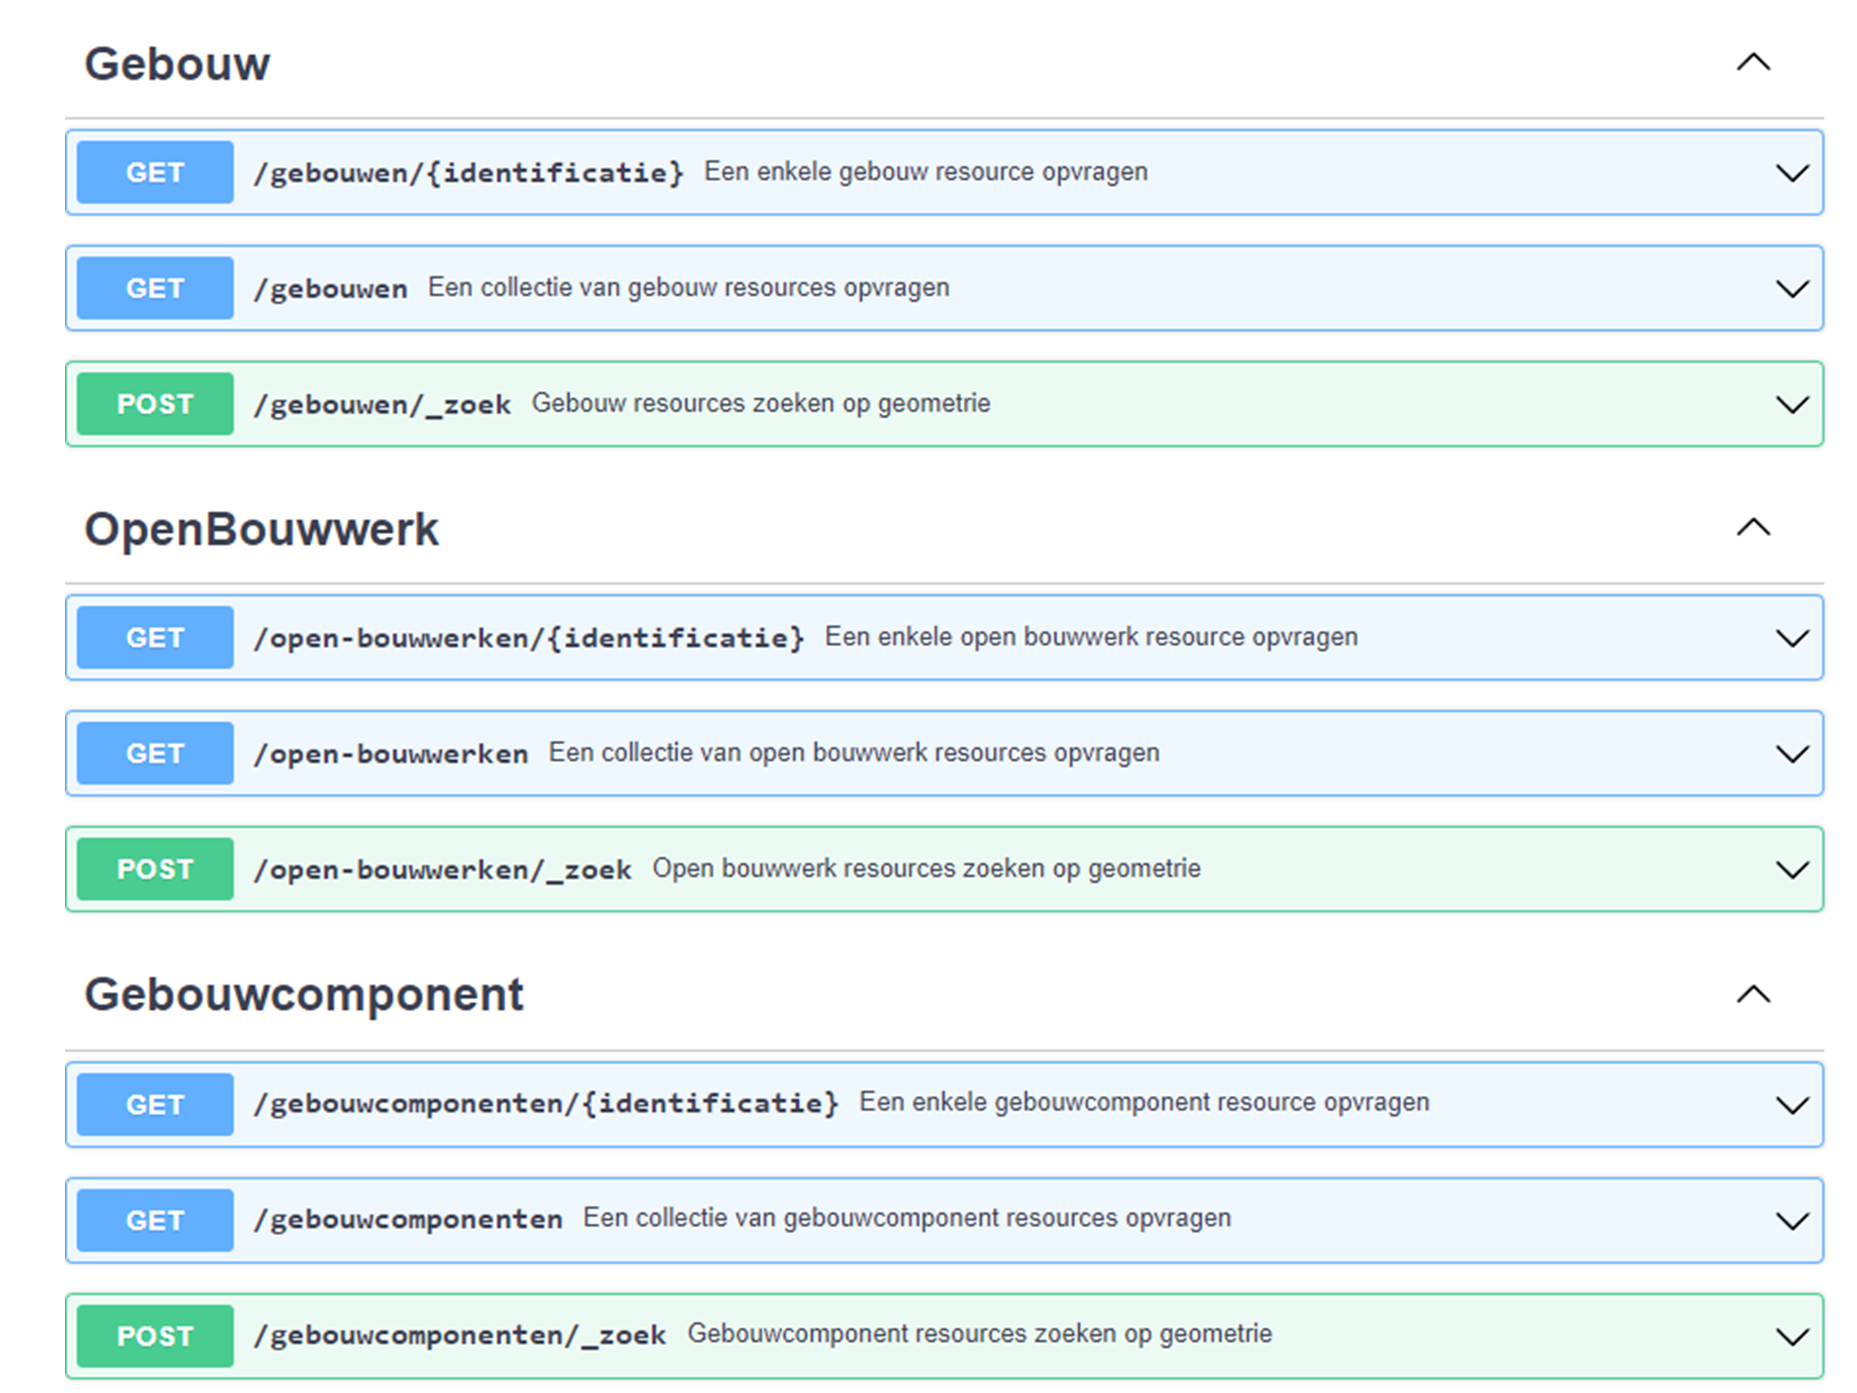 Gebouw
GET /gebouwen/{identificatie} Een enkele gebouw resource opvragen
GET /gebouwen Een collectie van gebouw resources opvragen
POST /gebouwen/_zoek Gebouw resources zoeken op geometrie
OpenBouwwerk
GET /open-bouwwerken/{identificatie} Een enkele open bouwwerk resource opvragen
GET /open-bouwwerken Een collectie van open bouwwerk resources opvragen
POST /open-bouwwerken/_zoek Open bouwwerk resources zoeken op geometrie
Gebouwcomponent
GET /gebouwcomponenten/{identificatie} Een enkele gebouwcomponent resource opvragen
GET /gebouwcomponenten Een collectie van gebouwcomponent resources opvragen
POST /gebouwcomponenten/_zoek Gebouwcomponent resources zoeken op geometrie